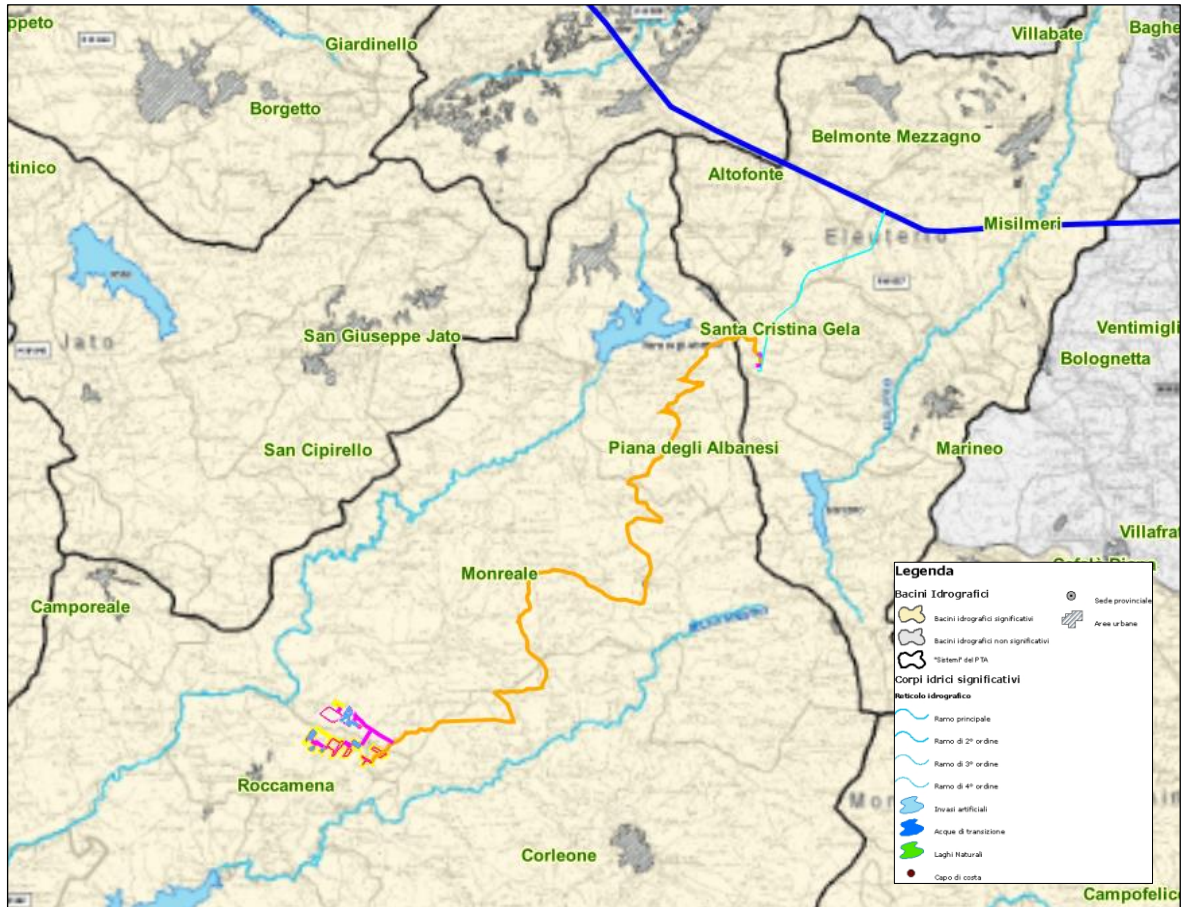 Giardinello
Villabate
Borgetto
Belmonte Mezzagno
Altofonte
Misilmeri
Eleuterio
Santa Cristina Gela
San Giuseppe Jato
Jato
Bolognetta
San Cipirello
Piana degli Albanesi
Marineo
Monreale
Camporeale
Roccamena
Corleone
Legenda
Bacini Idrografici
Bacini idrografici significativi
Bacini idrografici non significativi
"Sistemi" del PTA
Sede provinciale
Aree urbane
Corpi idrici significativi
Reticolo idrografico
Ramo principale
Ramo di 2° ordine
Ramo di 3° ordine
Ramo di 4° ordine
Invasi artificiali
Acque di transizione
Laghi Naturali
Capo di costa
ppeto
Baghe
rtinico
Ventimigli
Villafrat
Campofelic